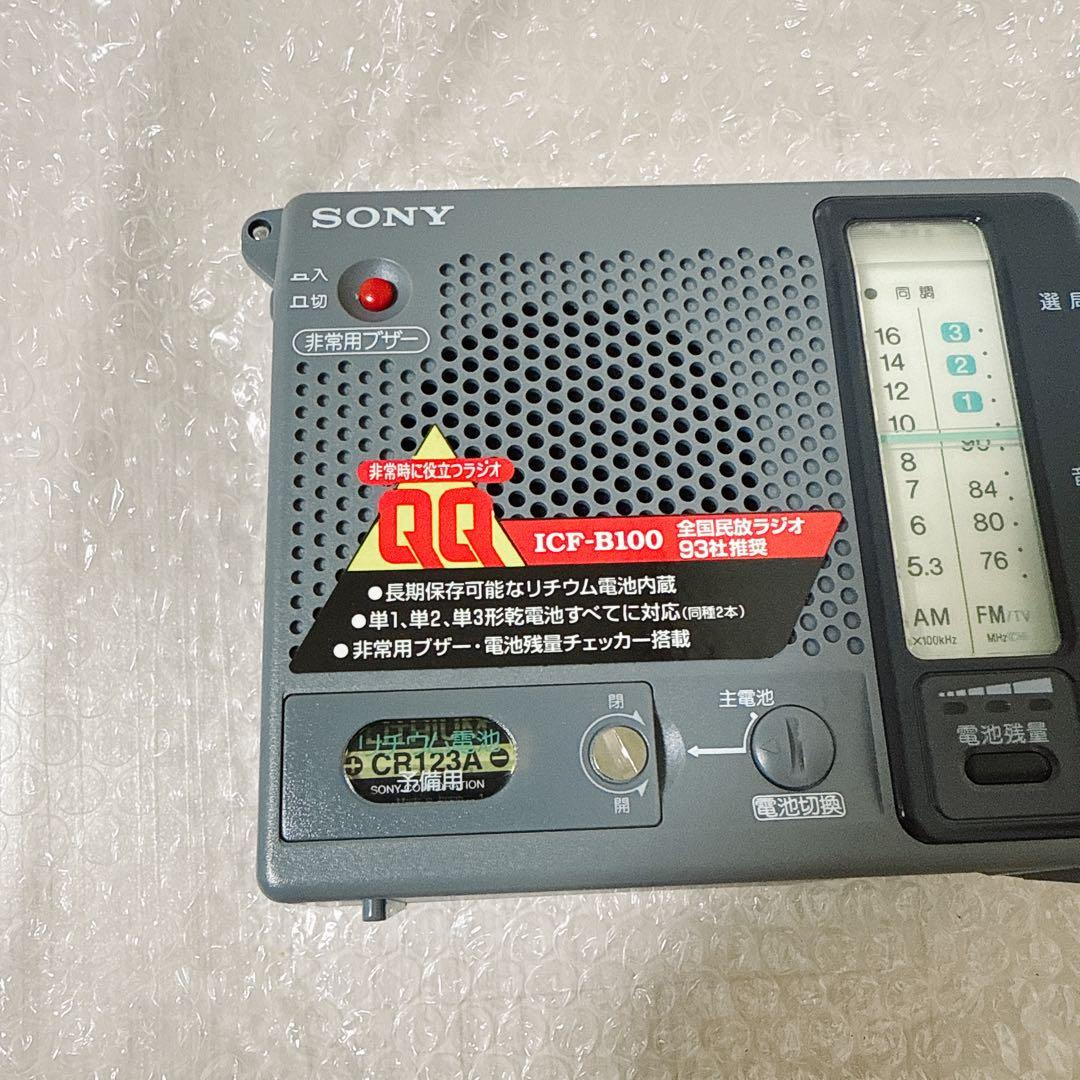 SONY
入
切
非常用ブザー
同調
選局
16 3
14 2
12 1
10
90
8
7 84
6 80
5.3 76
AM FM/TV
×100kHz MHz
非常時に役立つラジオ
QQ
ICF-B100 全国民放ラジオ
93社推奨
●長期保存可能なリチウム電池内蔵
●単1、単2、単3形乾電池すべてに対応(同種2本)
●非常用ブザー・電池残量チェッカー搭載
電池残量
LITHIUM
リチウム電池
+ CR123A -
予備用
SONY CORPORATION
閉
開
主電池
電池切換